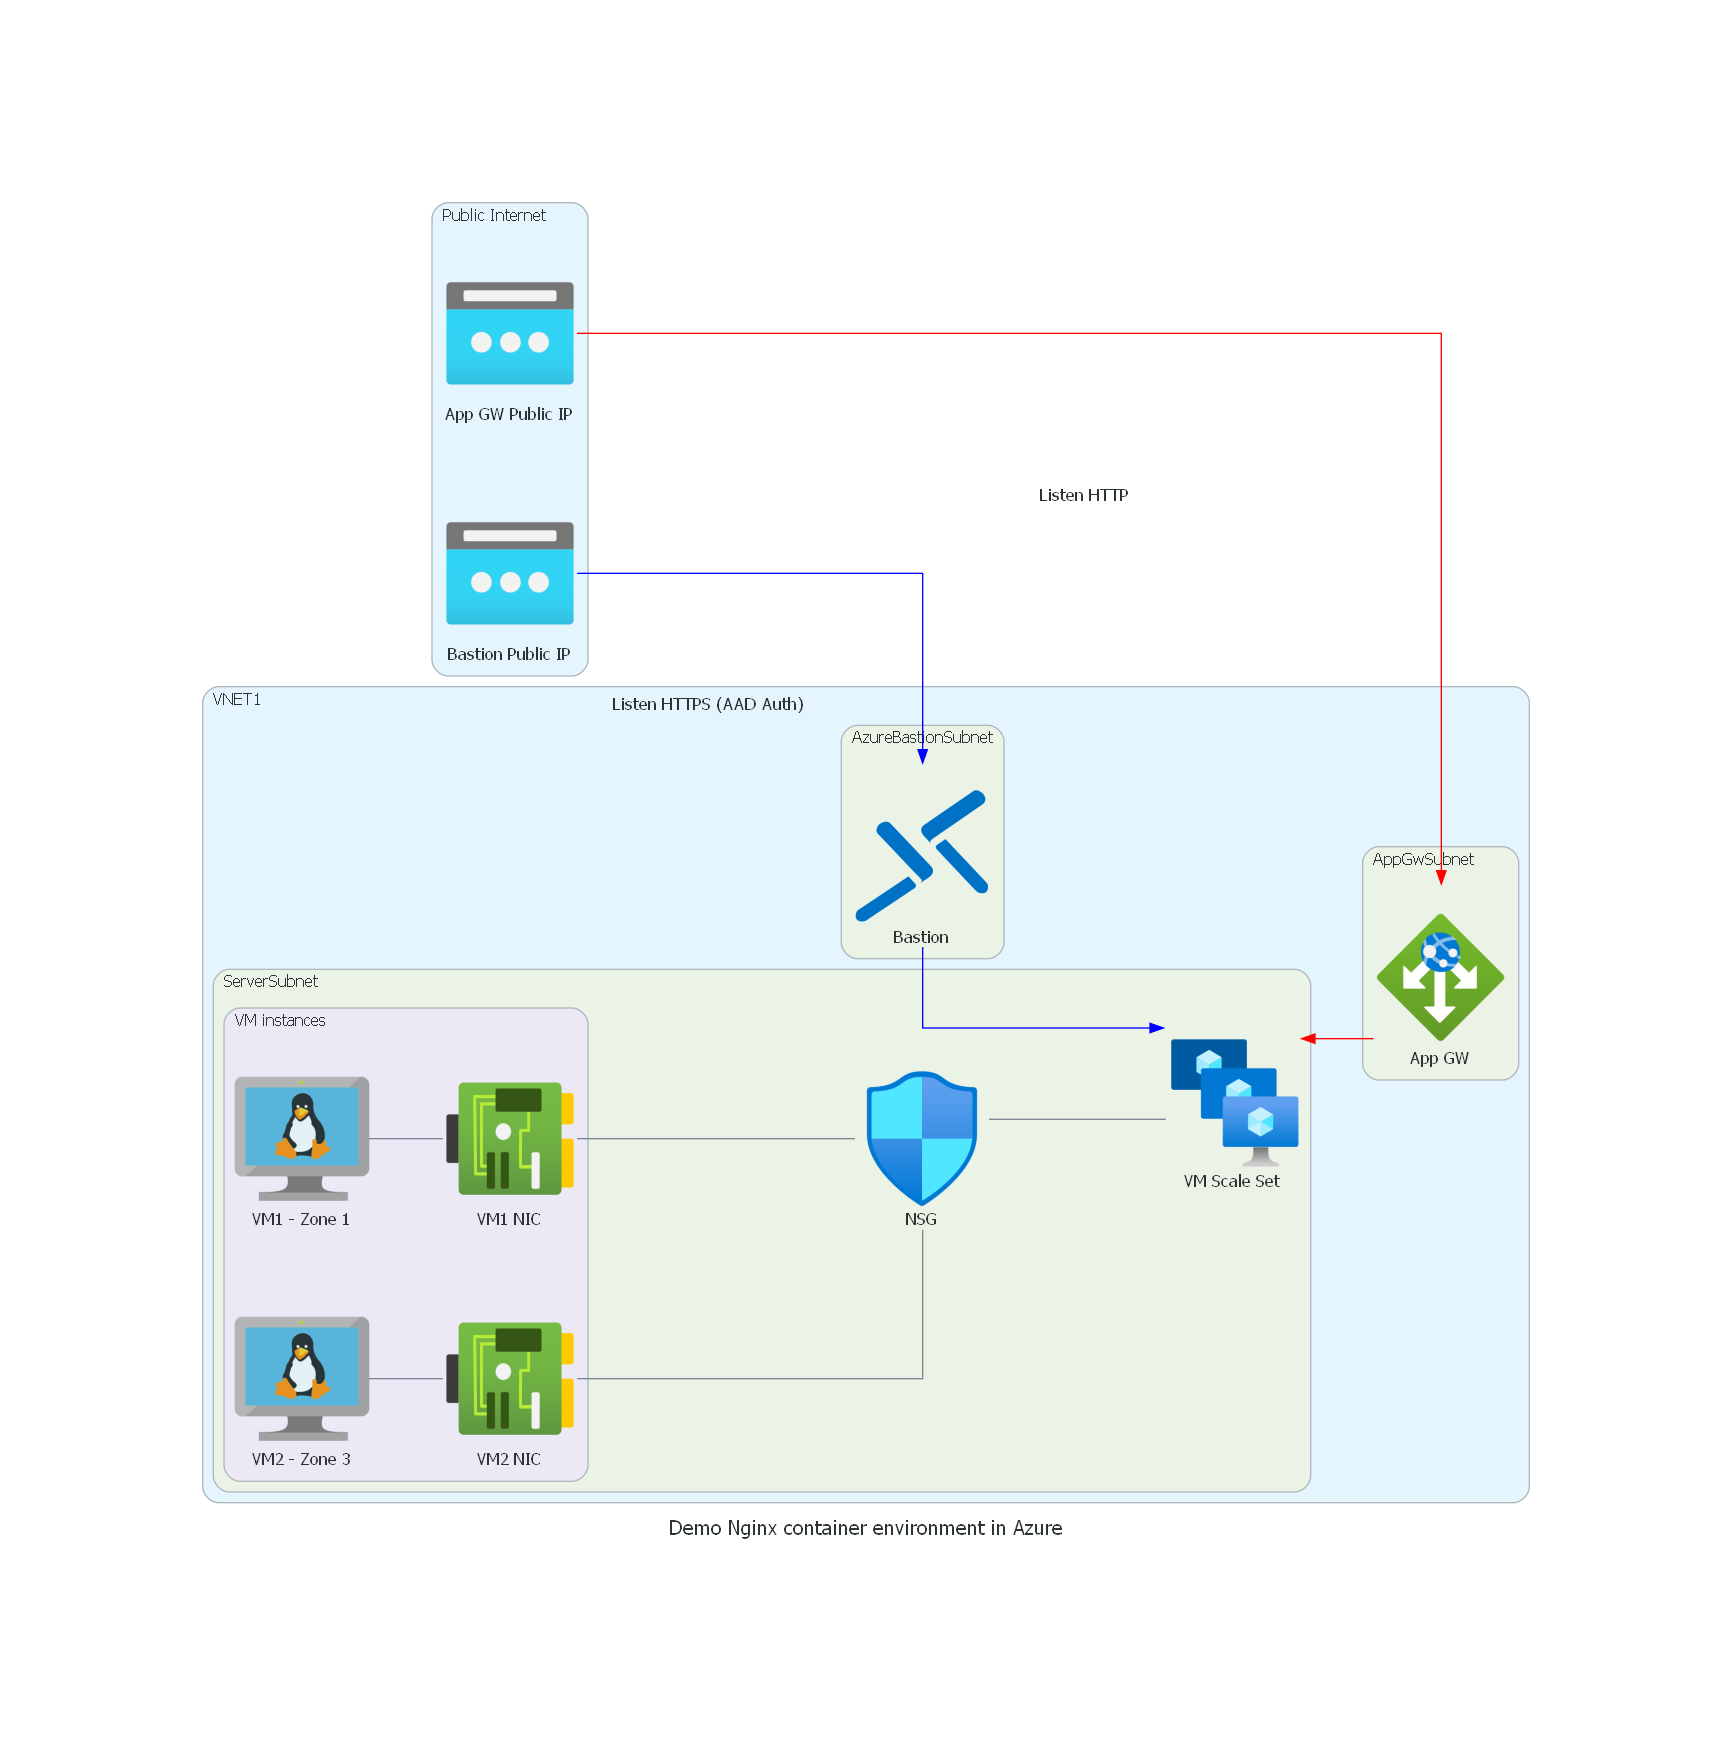 Public Internet
App GW Public IP
Listen HTTP
Bastion Public IP
VNET1
Listen HTTPS (AAD Auth)
AzureBastionSubnet
AppGwSubnet
Bastion
ServerSubnet
VM instances
App GW
VM Scale Set
VM1 - Zone 1
VM1 NIC
NSG
VM2 - Zone 3
VM2 NIC
Demo Nginx container environment in Azure